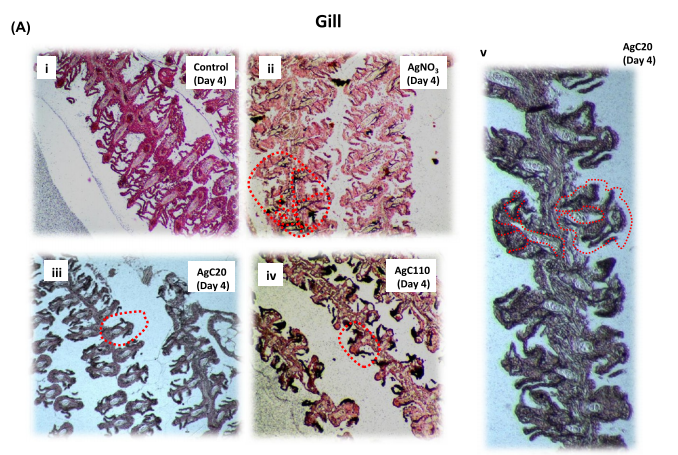 Gill
(A)
i
Control
(Day 4)
ii
AgNO₃
(Day 4)
v
AgC20
(Day 4)
iii
AgC20
(Day 4)
iv
AgC110
(Day 4)